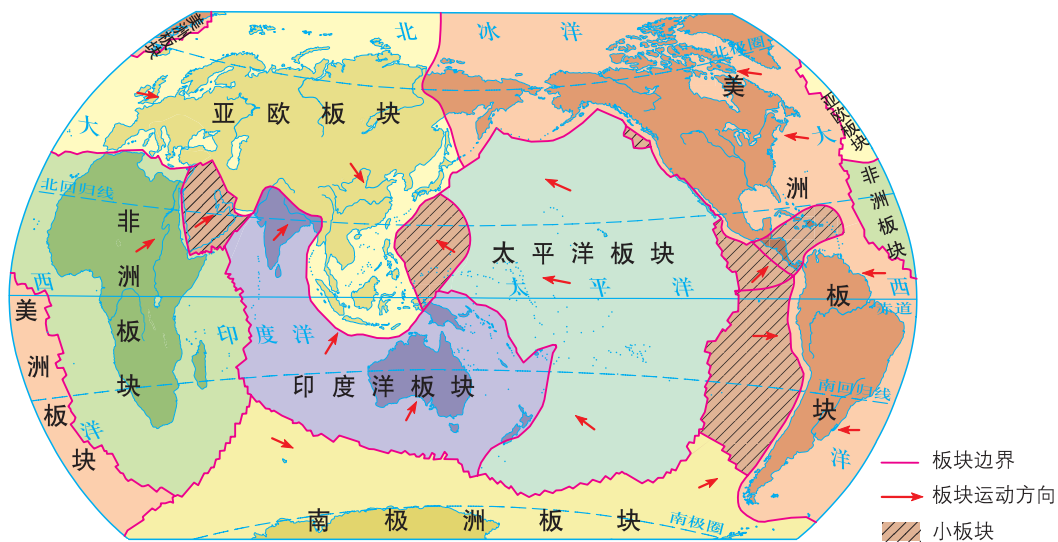 北冰洋
美洲板块
北极圈
美洲板块
大
亚欧板块
大
亚欧板块
北回归线
非洲板块
非洲板块
太平洋板块
太平洋
西
西
赤道
美洲板块
印度洋
印度洋板块
南回归线
洋
洋
南极洲板块
南极圈
板块边界
板块运动方向
小板块